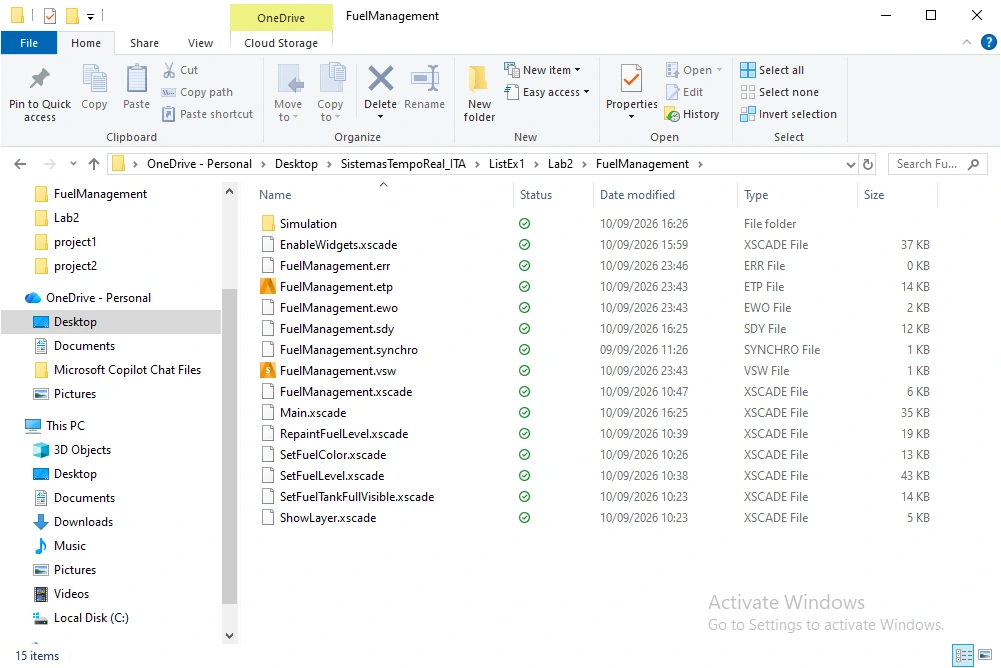 OneDrive
FuelManagement
File
Home
Share
View
Cloud Storage
Pin to Quick access
Copy
Paste
Cut
Copy path
Paste shortcut
Clipboard
Move to
Copy to
Delete
Rename
Organize
New folder
New item
Easy access
New
Properties
Open
Edit
History
Open
Select all
Select none
Invert selection
Select
OneDrive - Personal > Desktop > SistemasTempoReal_ITA > ListEx1 > Lab2 > FuelManagement >
Search Fu...
FuelManagement
Lab2
project1
project2
OneDrive - Personal
Desktop
Documents
Microsoft Copilot Chat Files
Pictures
This PC
3D Objects
Desktop
Documents
Downloads
Music
Pictures
Videos
Local Disk (C:)
Name Status Date modified Type Size
Simulation 10/09/2026 16:26 File folder
EnableWidgets.xscade 10/09/2026 15:59 XSCADE File 37 KB
FuelManagement.err 10/09/2026 23:46 ERR File 0 KB
FuelManagement.etp 10/09/2026 23:43 ETP File 14 KB
FuelManagement.ewo 10/09/2026 23:43 EWO File 2 KB
FuelManagement.sdy 10/09/2026 16:25 SDY File 12 KB
FuelManagement.synchro 09/09/2026 11:26 SYNCHRO File 1 KB
FuelManagement.vsw 10/09/2026 23:43 VSW File 1 KB
FuelManagement.xscade 10/09/2026 10:47 XSCADE File 6 KB
Main.xscade 10/09/2026 16:25 XSCADE File 35 KB
RepaintFuelLevel.xscade 10/09/2026 10:39 XSCADE File 19 KB
SetFuelColor.xscade 10/09/2026 10:26 XSCADE File 13 KB
SetFuelLevel.xscade 10/09/2026 10:38 XSCADE File 43 KB
SetFuelTankFullVisible.xscade 10/09/2026 10:23 XSCADE File 14 KB
ShowLayer.xscade 10/09/2026 10:23 XSCADE File 5 KB
Activate Windows
Go to Settings to activate Windows.
15 items